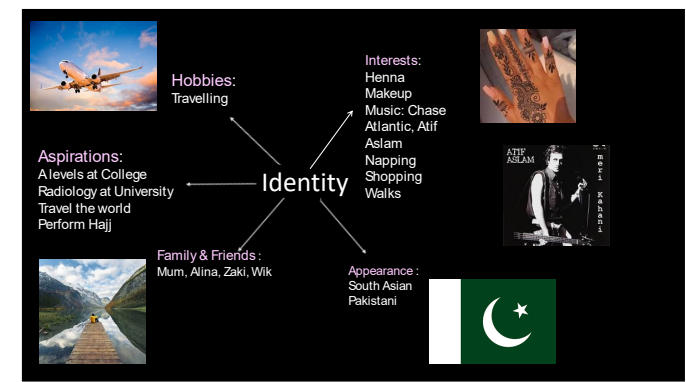 Hobbies:
Travelling
Interests:
Henna
Makeup
Music: Chase
Atlantic, Atif
Aslam
Napping
Shopping
Walks
Aspirations:
A levels at College
Radiology at University
Travel the world
Perform Hajj
Identity
Family & Friends :
Mum, Alina, Zaki, Wik
Appearance :
South Asian
Pakistani
ATIF
ASLAM
meri Kahani